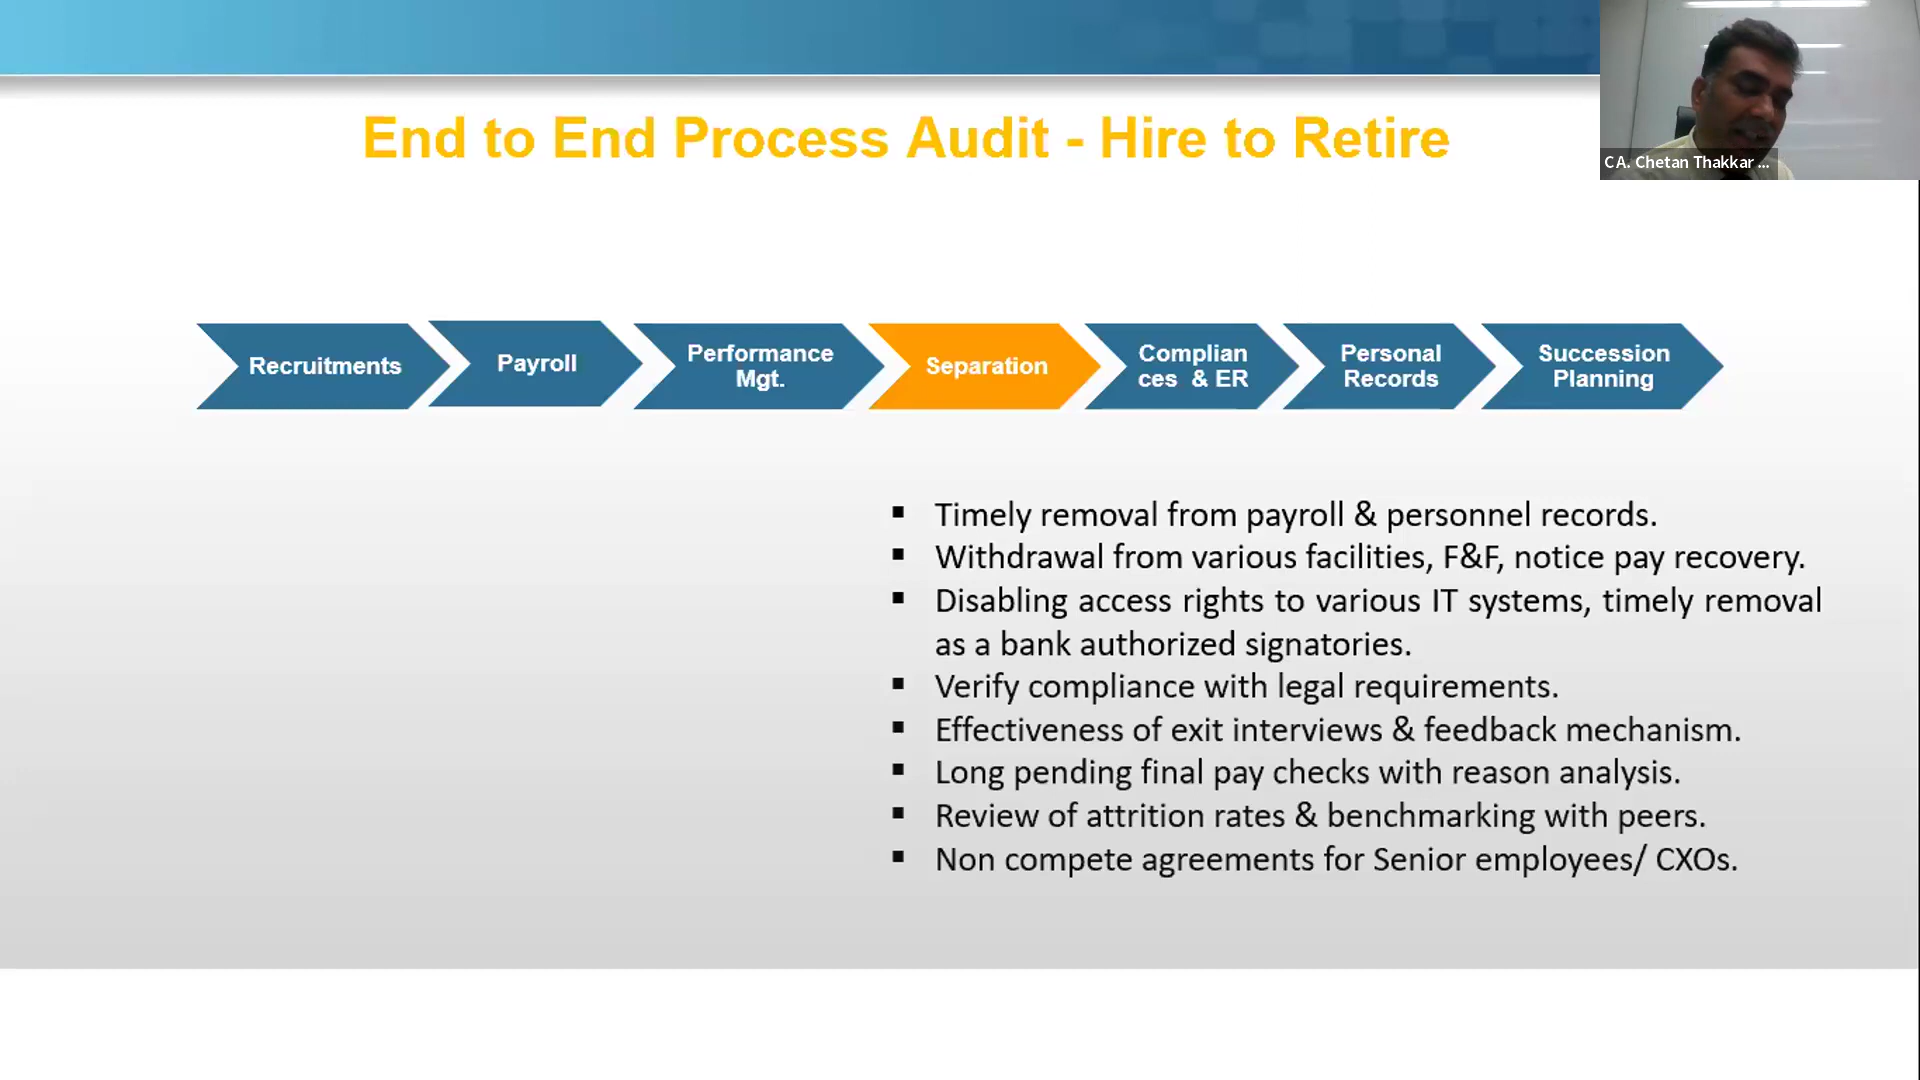 End to End Process Audit - Hire to Retire
CA. Chetan Thakkar ...
Recruitments
Payroll
Performance
Mgt.
Separation
Complian
ces & ER
Personal
Records
Succession
Planning
▪ Timely removal from payroll & personnel records.
▪ Withdrawal from various facilities, F&F, notice pay recovery.
▪ Disabling access rights to various IT systems, timely removal
as a bank authorized signatories.
▪ Verify compliance with legal requirements.
▪ Effectiveness of exit interviews & feedback mechanism.
▪ Long pending final pay checks with reason analysis.
▪ Review of attrition rates & benchmarking with peers.
▪ Non compete agreements for Senior employees/ CXOs.